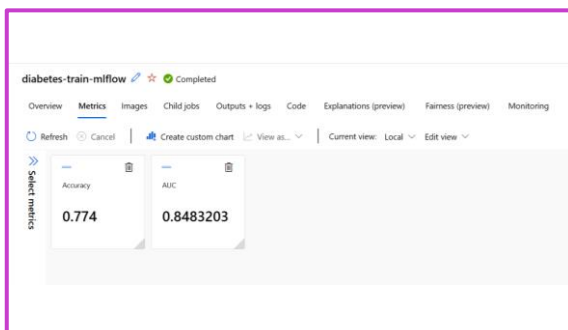 diabetes-train-mlflow Completed
Overview Metrics Images Child jobs Outputs + logs Code Explanations (preview) Fairness (preview) Monitoring
Refresh Cancel Create custom chart View as... Current view: Local Edit view
Select metrics
Accuracy
0.774
AUC
0.8483203